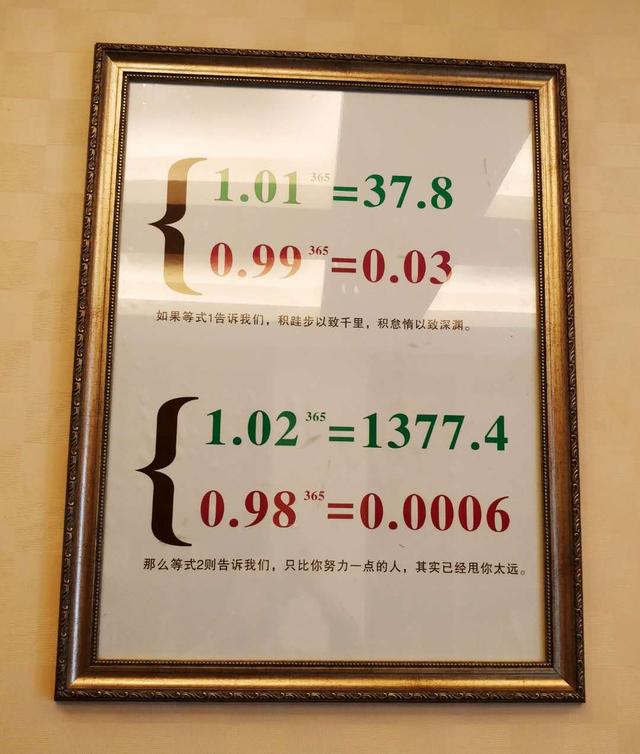 1.01³⁶⁵=37.8
0.99³⁶⁵=0.03
如果等式1告诉我们，积跬步以致千里，积怠惰以致深渊。
1.02³⁶⁵=1377.4
0.98³⁶⁵=0.0006
那么等式2则告诉我们，只比你努力一点的人，其实已经甩你太远。